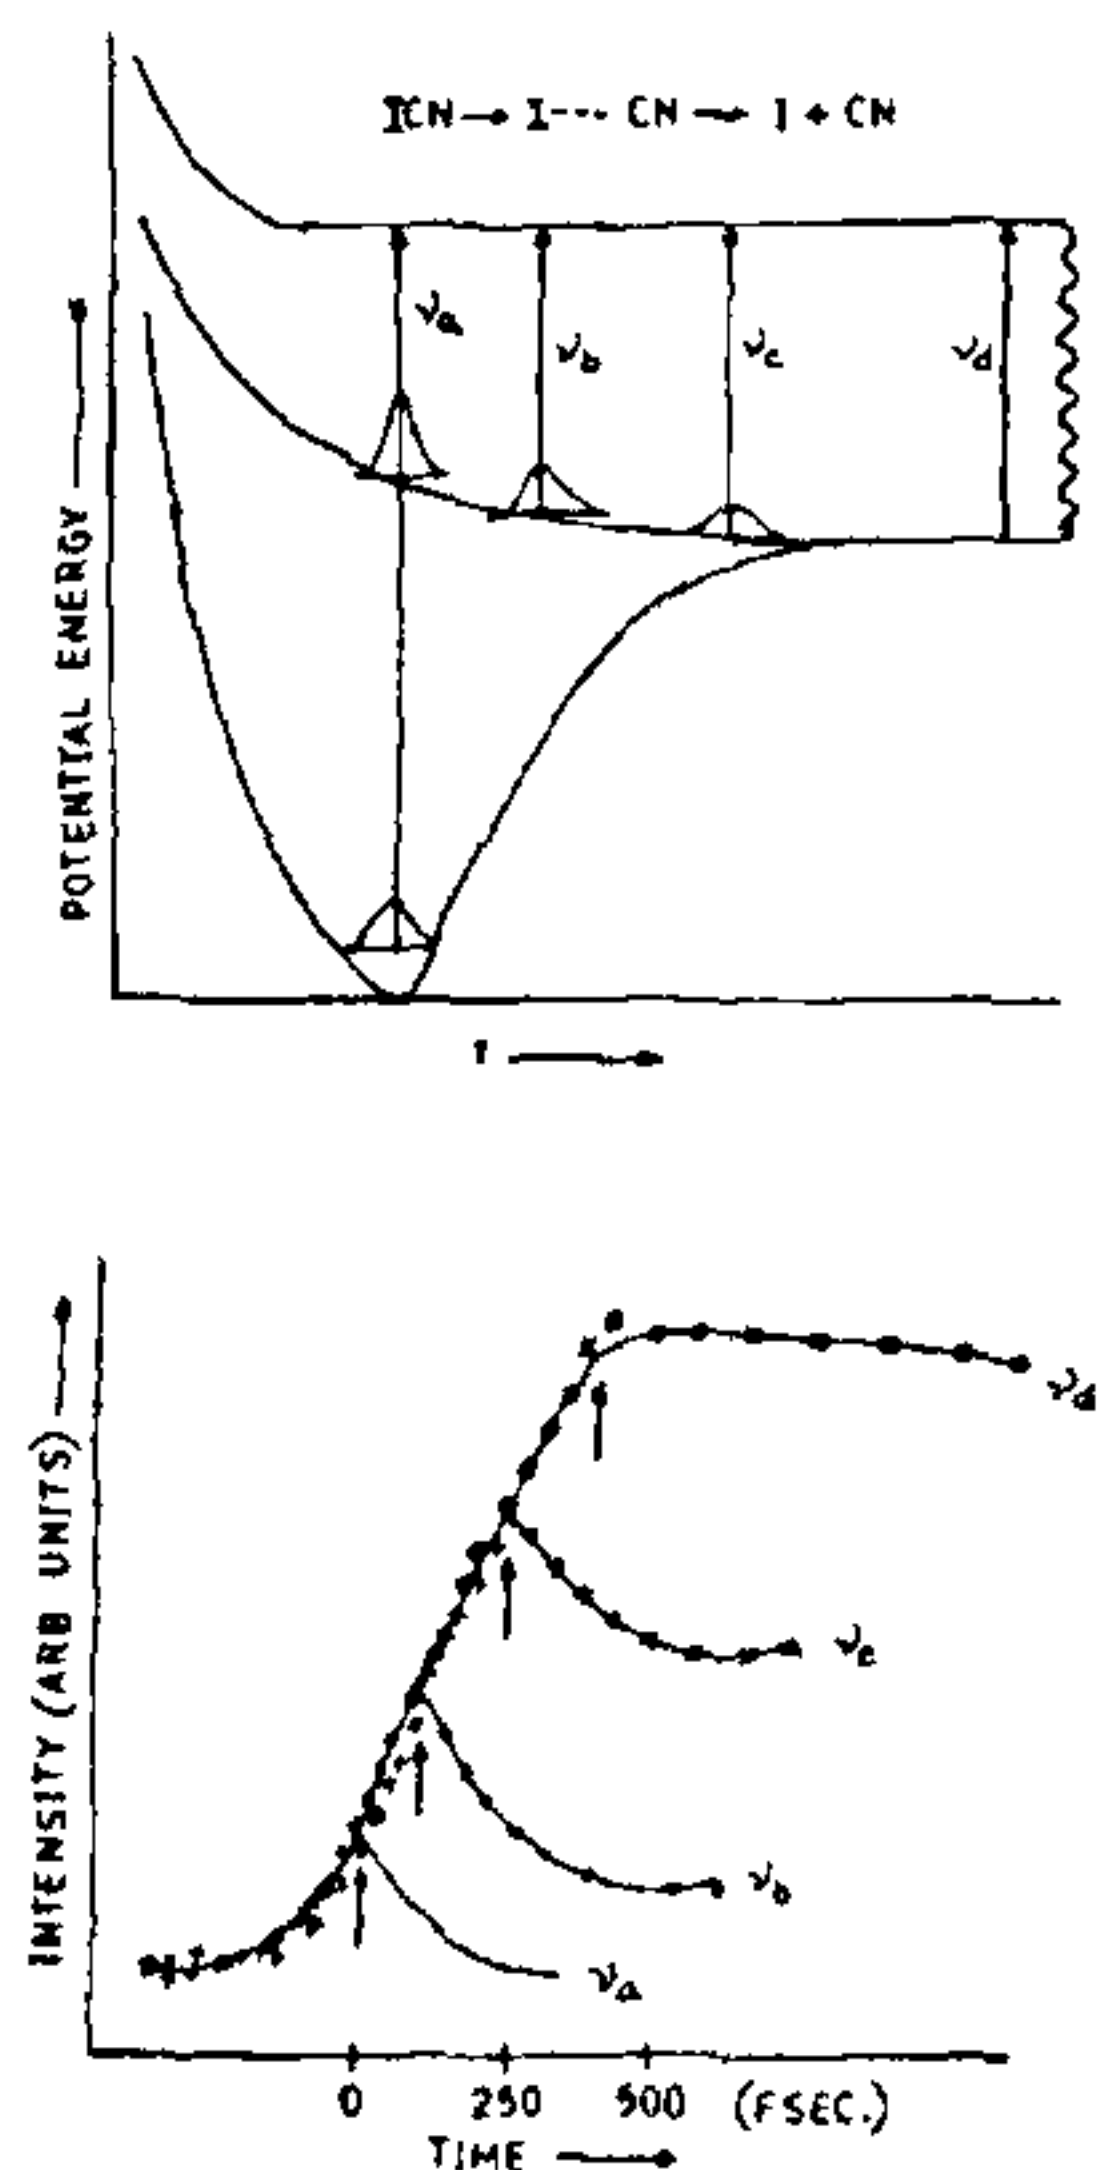 ICN → I--- CN → I + CN
νa
νb
νc
νd
POTENTIAL ENERGY →
r →
INTENSITY (ARB UNITS) →
νd
νc
νb
νa
0 250 500 (FSEC.)
TIME →